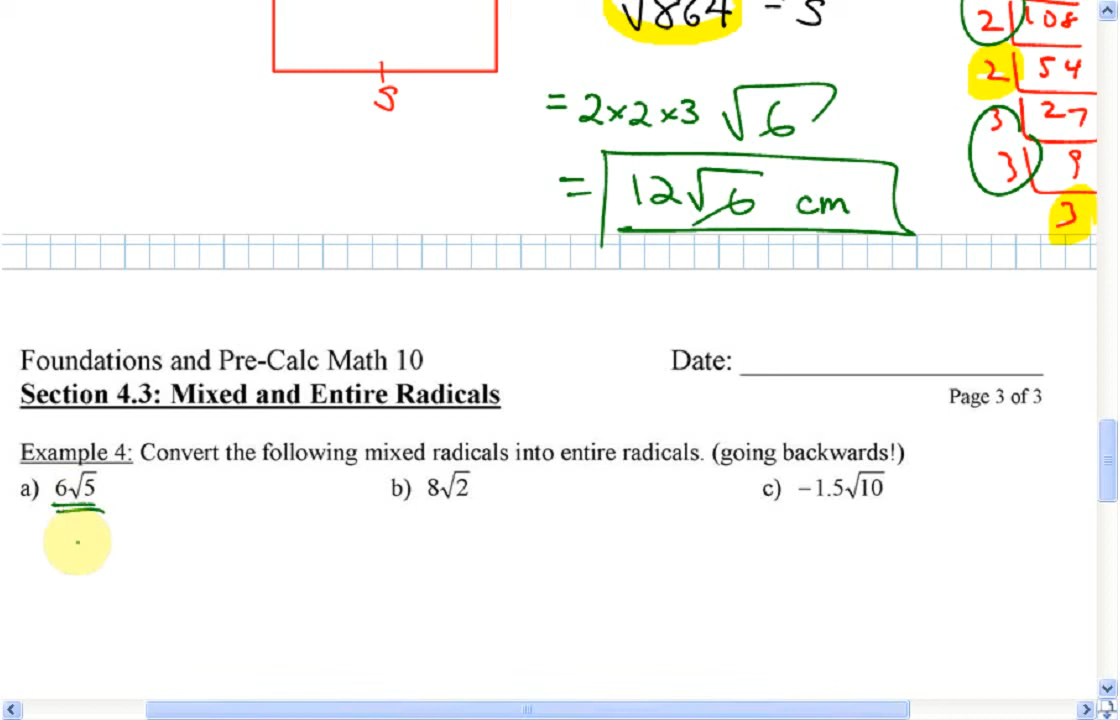 √864 = S
2 108
2 54
S
= 2×2×3 √6
3 27
3 9
= 12√6 cm
3
Foundations and Pre-Calc Math 10 Date: ____________
Section 4.3: Mixed and Entire Radicals Page 3 of 3
Example 4: Convert the following mixed radicals into entire radicals. (going backwards!)
a) 6√5 b) 8√2 c) −1.5√10